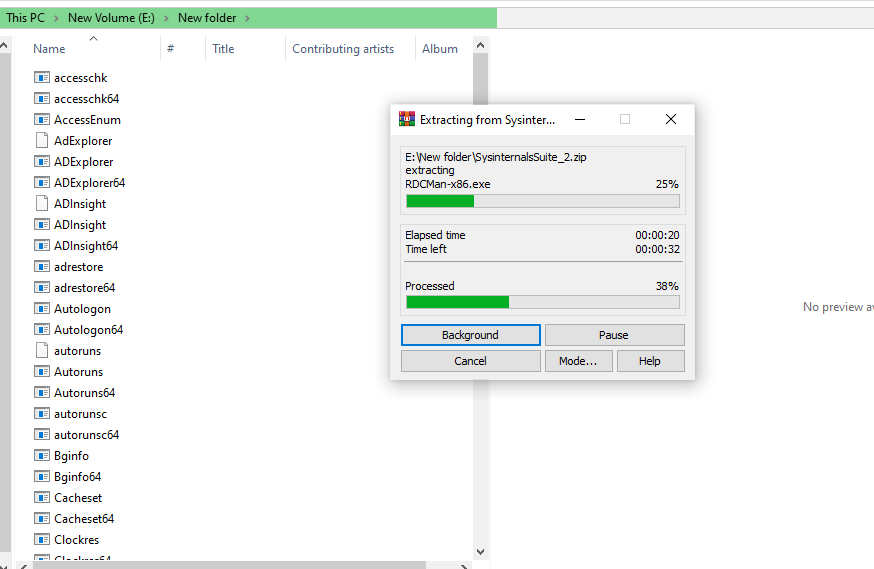 This PC > New Volume (E:) > New folder >
Name # Title Contributing artists Album
accesschk
accesschk64
AccessEnum
AdExplorer
ADExplorer
ADExplorer64
ADInsight
ADInsight
ADInsight64
adrestore
adrestore64
Autologon
Autologon64
autoruns
Autoruns
Autoruns64
autorunsc
autorunsc64
Bginfo
Bginfo64
Cacheset
Cacheset64
Clockres
Clockres64
Extracting from Sysinter...
E:\New folder\SysinternalsSuite_2.zip
extracting
RDCMan-x86.exe 25%
Elapsed time 00:00:20
Time left 00:00:32
Processed 38%
Background Pause
Cancel Mode... Help
No preview av